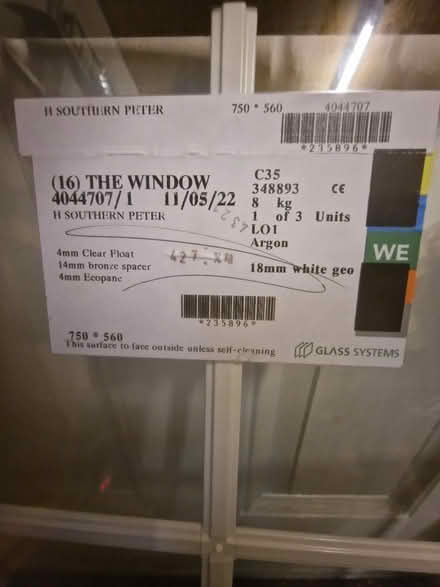 H SOUTHERN PETER 750 * 560 4044707
*235896*
(16) THE WINDOW C35
4044707/1 11/05/22 348893 CE
H SOUTHERN PETER 8 kg
1 of 3 Units
LO1
Argon
4mm Clear Float
14mm bronze spacer 18mm white geo
4mm Ecopane
WE
*235896*
750 * 560
This surface to face outside unless self-cleaning
GLASS SYSTEMS